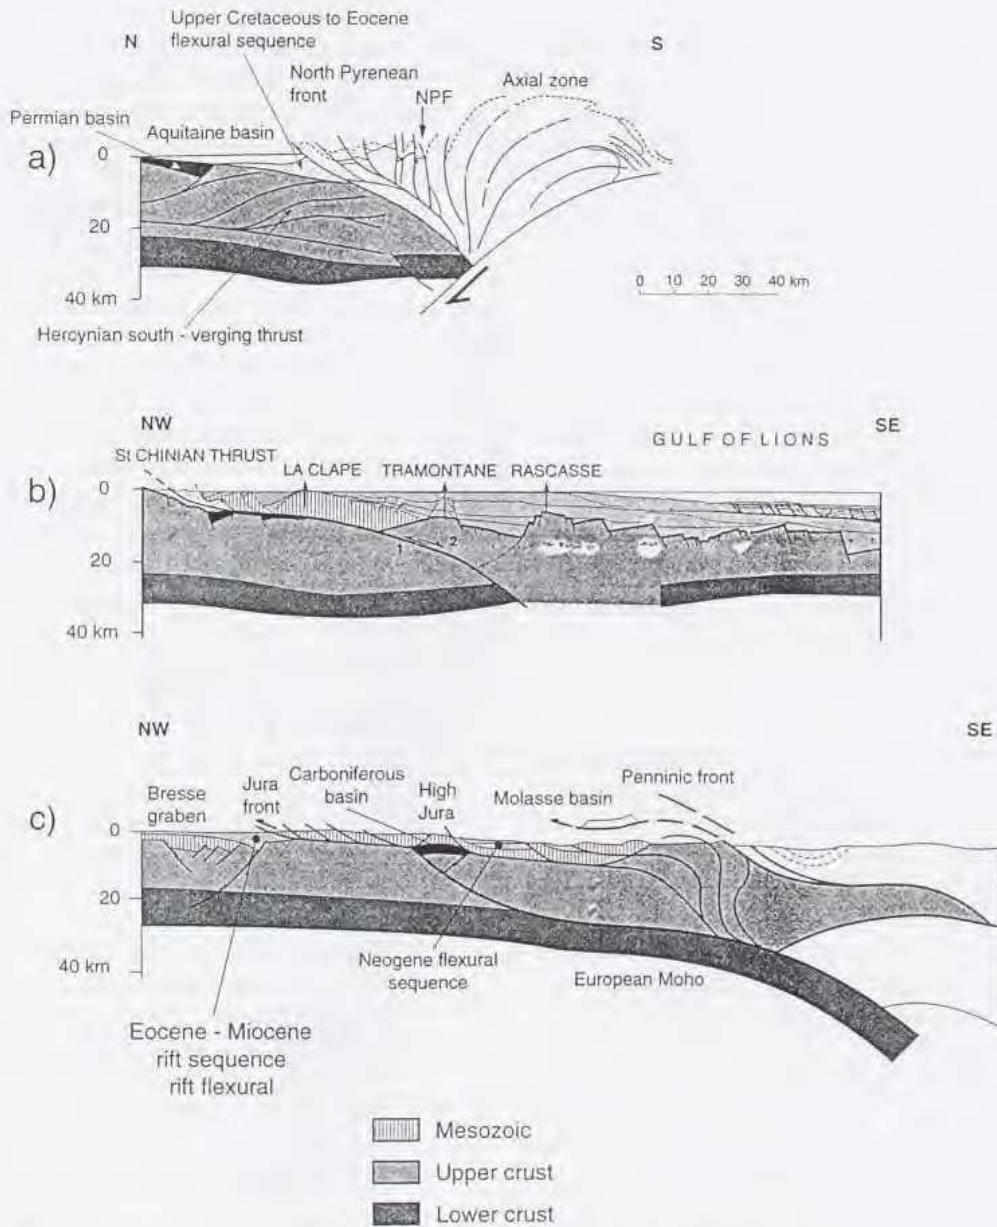 Upper Cretaceous to Eocene
flexural sequence
N
S
North Pyrenean
front
NPF
Axial zone
Permian basin
Aquitaine basin
a)
0
20
40 km
0 10 20 30 40 km
Hercynian south - verging thrust
NW
SE
GULF OF LIONS
St CHINIAN THRUST
LA CLAPE TRAMONTANE RASCASSE
b)
0
1 2
20
40 km
NW
SE
c)
Bresse
graben
Jura
front
Carboniferous
basin
High
Jura
Molasse basin
Penninic front
0
20
40 km
Neogene flexural
sequence
European Moho
Eocene - Miocene
rift sequence
rift flexural
Mesozoic
Upper crust
Lower crust